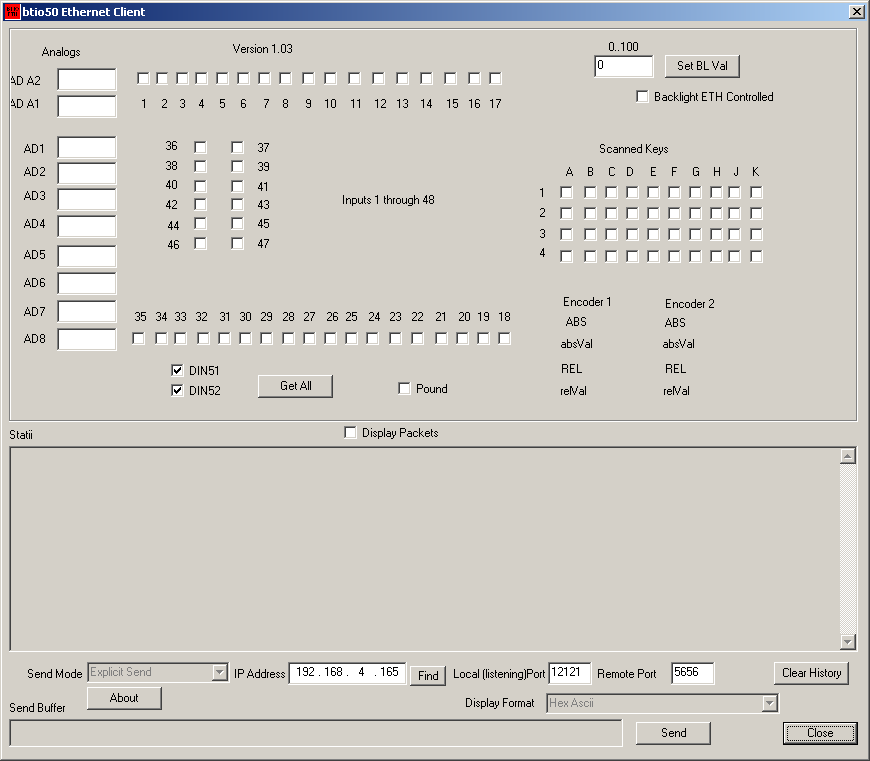 btio50 Ethernet Client
Analogs
Version 1.03
0..100
AD A2
0
Set BL Val
AD A1
1 2 3 4 5 6 7 8 9 10 11 12 13 14 15 16 17
Backlight ETH Controlled
AD1
36 37
Scanned Keys
AD2
38 39
A B C D E F G H J K
40 41
AD3
1
42 43
Inputs 1 through 48
2
AD4
44 45
3
46 47
4
AD5
AD6
Encoder 1
Encoder 2
AD7
35 34 33 32 31 30 29 28 27 26 25 24 23 22 21 20 19 18
ABS
ABS
AD8
absVal
absVal
DIN51
REL
REL
DIN52
Get All
Pound
relVal
relVal
Statii
Display Packets
Send Mode
Explicit Send
IP Address
192 . 168 . 4 . 165
Find
Local (listening)Port
12121
Remote Port
5656
Clear History
About
Send Buffer
Display Format
Hex Ascii
Send
Close